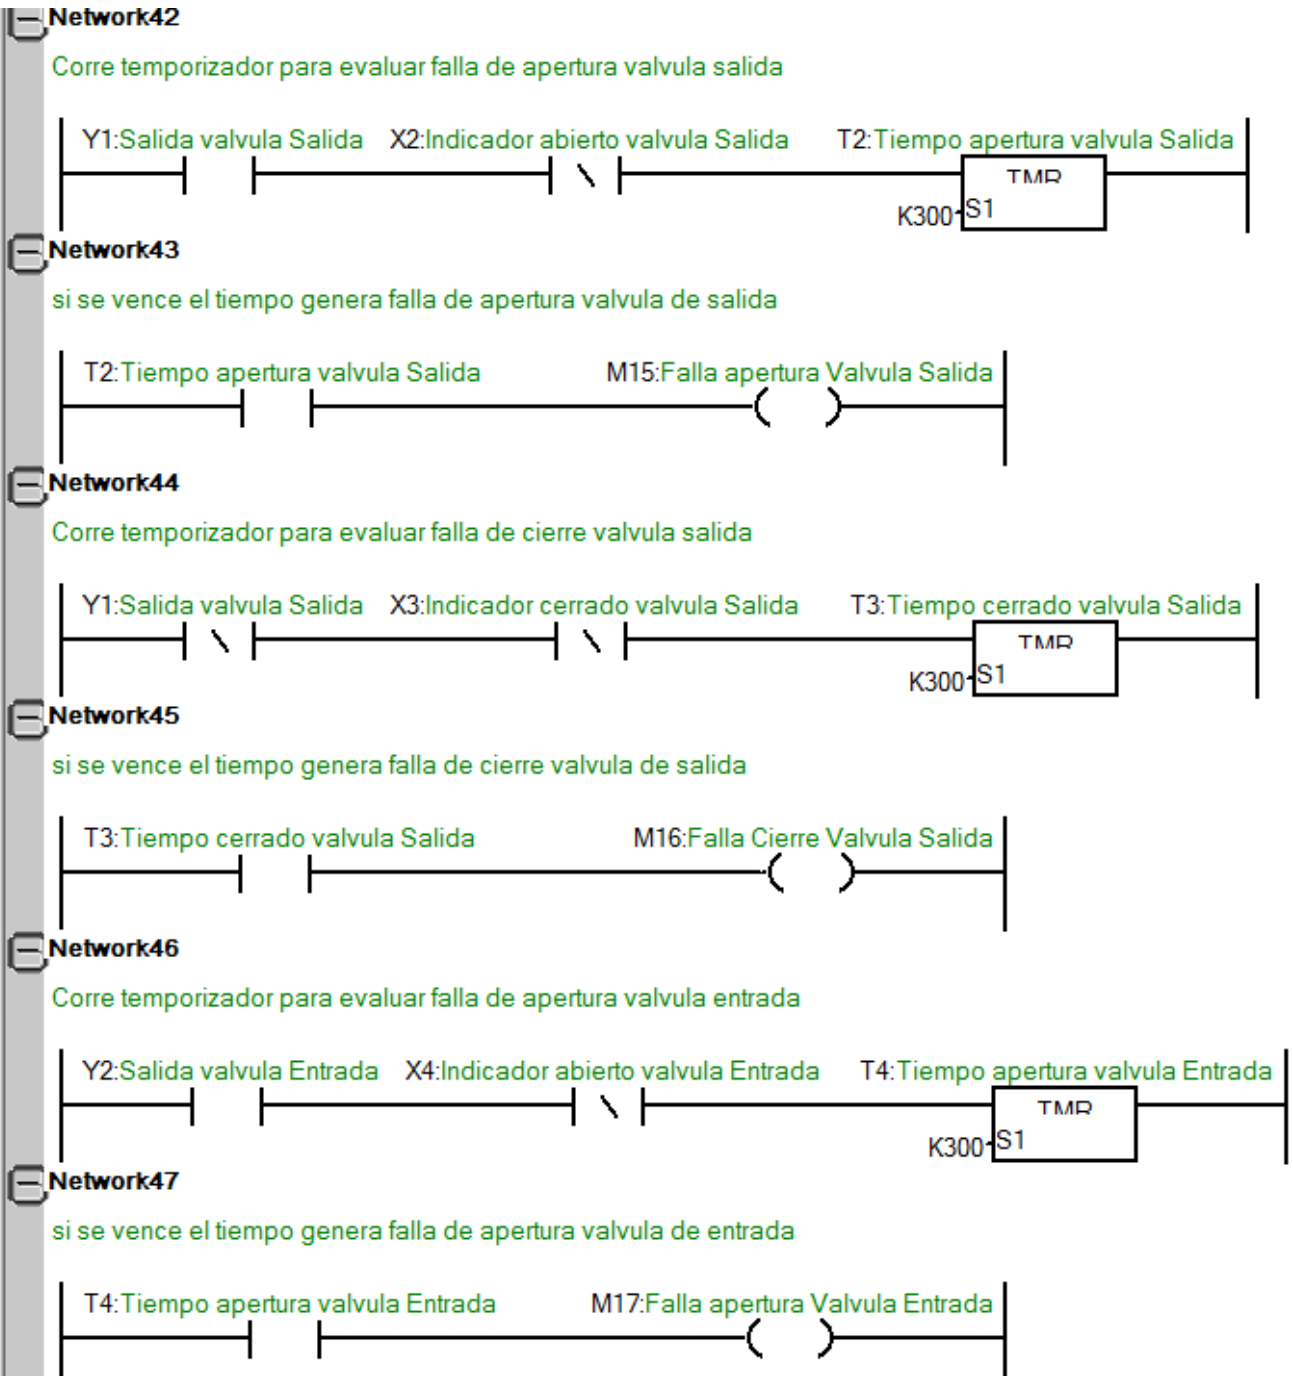 Network42
Corre temporizador para evaluar falla de apertura valvula salida
Y1:Salida valvula Salida X2:Indicador abierto valvula Salida T2:Tiempo apertura valvula Salida
TMR
K300 S1
Network43
si se vence el tiempo genera falla de apertura valvula de salida
T2:Tiempo apertura valvula Salida M15:Falla apertura Valvula Salida
Network44
Corre temporizador para evaluar falla de cierre valvula salida
Y1:Salida valvula Salida X3:Indicador cerrado valvula Salida T3:Tiempo cerrado valvula Salida
TMR
K300 S1
Network45
si se vence el tiempo genera falla de cierre valvula de salida
T3:Tiempo cerrado valvula Salida M16:Falla Cierre Valvula Salida
Network46
Corre temporizador para evaluar falla de apertura valvula entrada
Y2:Salida valvula Entrada X4:Indicador abierto valvula Entrada T4:Tiempo apertura valvula Entrada
TMR
K300 S1
Network47
si se vence el tiempo genera falla de apertura valvula de entrada
T4:Tiempo apertura valvula Entrada M17:Falla apertura Valvula Entrada